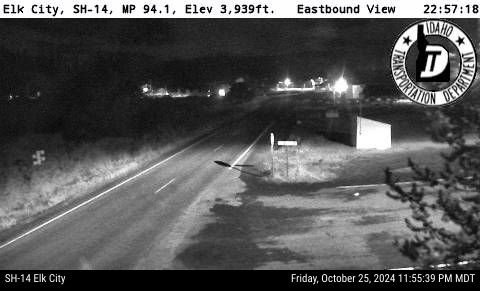 Elk City, SH-14, MP 94.1, Elev 3,939ft. Eastbound View 22:57:18
IDAHO
TRANSPORTATION DEPARTMENT
SH-14 Elk City Friday, October 25, 2024 11:55:39 PM MDT